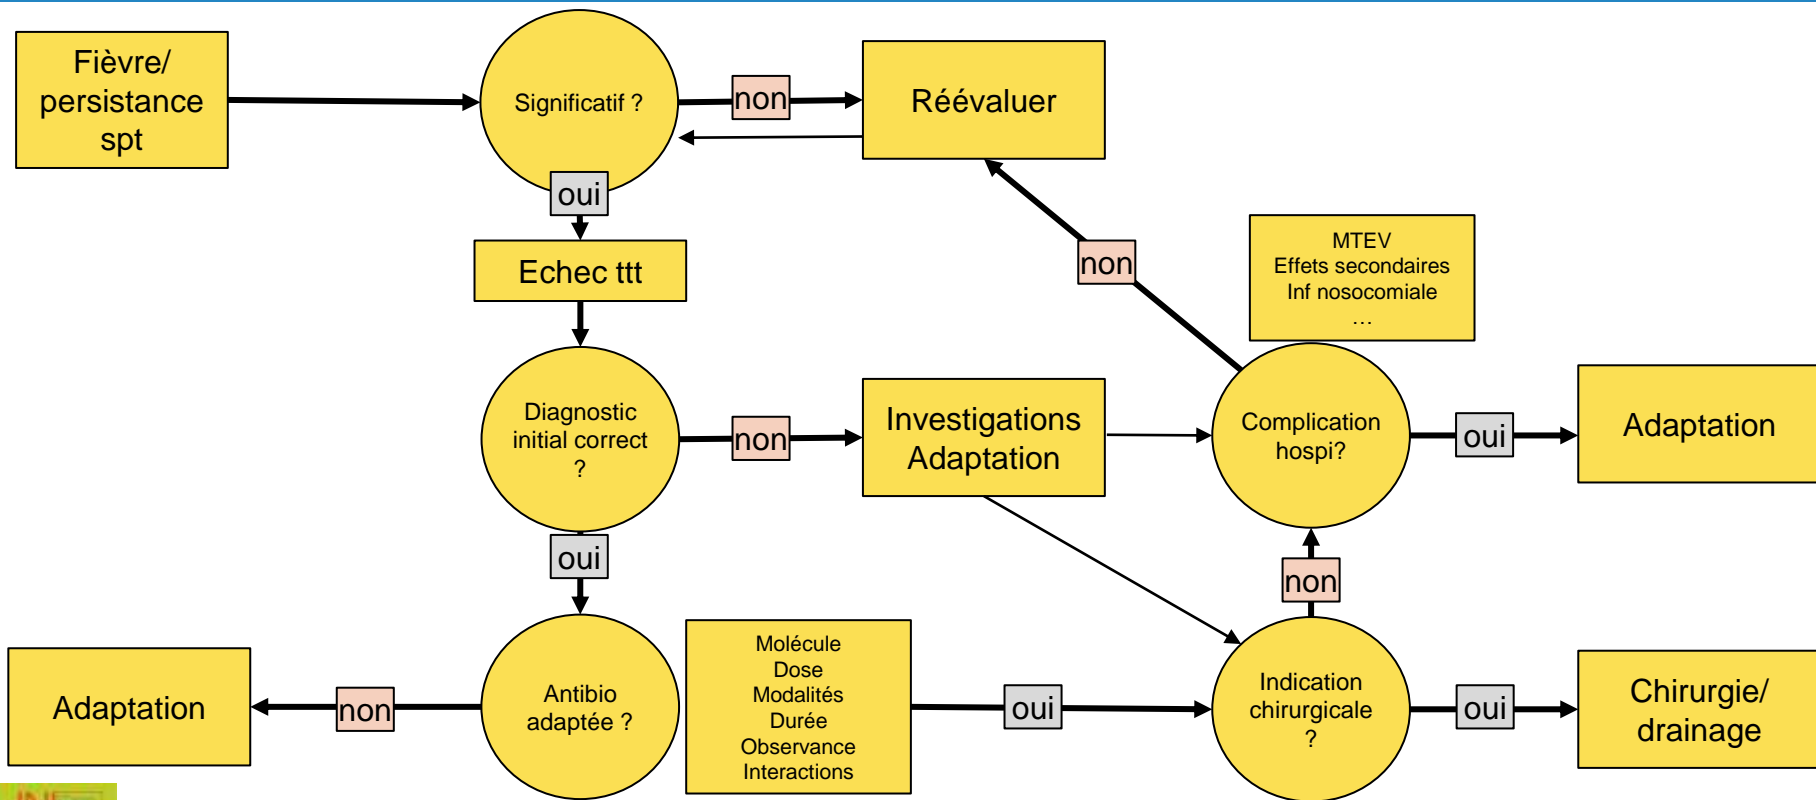 Fièvre/
persistance
spt
Significatif ?
non
Réévaluer
oui
Echec ttt
non
MTEV
Effets secondaires
Inf nosocomiale
…
Diagnostic
initial correct
?
non
Investigations
Adaptation
Complication
hospi?
oui
Adaptation
oui
non
Adaptation
non
Antibio
adaptée ?
Molécule
Dose
Modalités
Durée
Observance
Interactions
oui
Indication
chirurgicale
?
oui
Chirurgie/
drainage